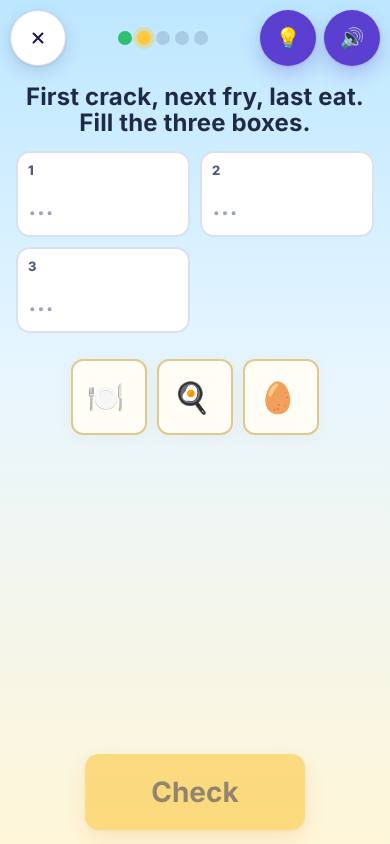 First crack, next fry, last eat.
Fill the three boxes.
1
...
2
...
3
...
Check